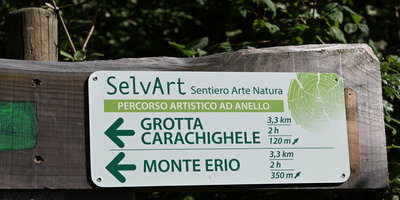 SelvArt Sentiero Arte Natura
PERCORSO ARTISTICO AD ANELLO
GROTTA
CARACHIGHELE
3,3 km
2 h
120 m
MONTE ERIO
3,3 km
2 h
350 m